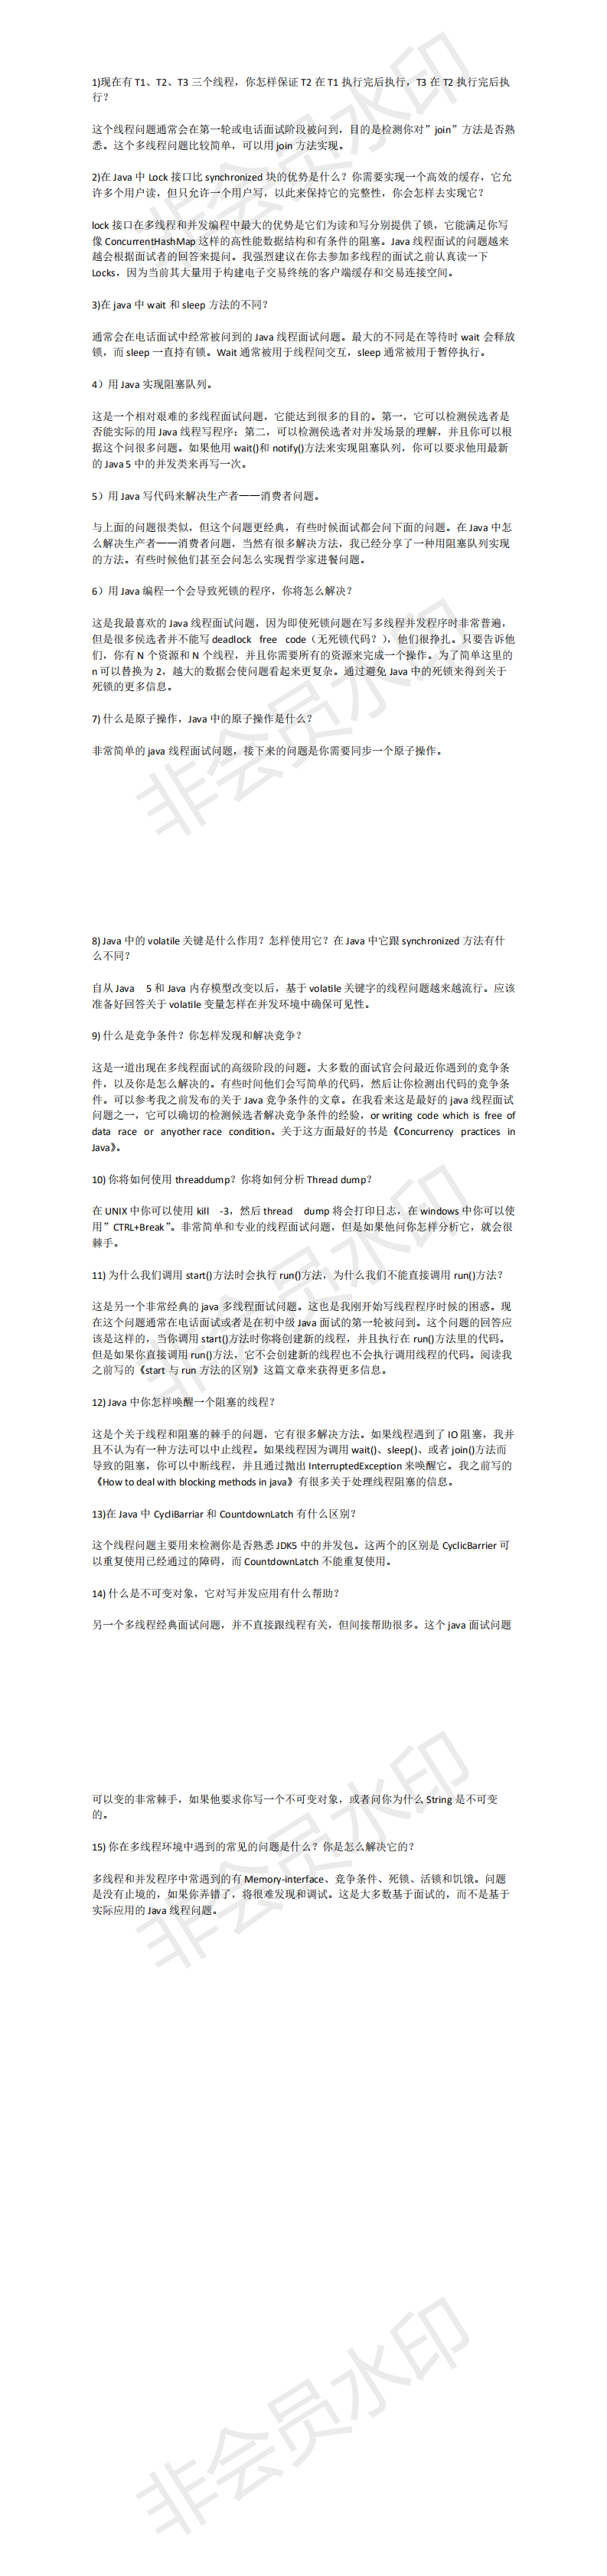 1)现在有 T1、T2、T3 三个线程，你怎样保证 T2 在 T1 执行完后执行，T3 在 T2 执行完后执
行？
这个线程问题通常会在第一轮或电话面试阶段被问到，目的是检测你对”join”方法是否熟
悉。这个多线程问题比较简单，可以用 join 方法实现。
2)在 Java 中 Lock 接口比 synchronized 块的优势是什么？你需要实现一个高效的缓存，它允
许多个用户读，但只允许一个用户写，以此来保持它的完整性，你会怎样去实现它？
lock 接口在多线程和并发编程中最大的优势是它们为读和写分别提供了锁，它能满足你写
像 ConcurrentHashMap 这样的高性能数据结构和有条件的阻塞。Java 线程面试的问题越来
越会根据面试者的回答来提问。我强烈建议在你去参加多线程的面试之前认真读一下
Locks，因为当前其大量用于构建电子交易终统的客户端缓存和交易连接空间。
3)在 java 中 wait 和 sleep 方法的不同？
通常会在电话面试中经常被问到的 Java 线程面试问题。最大的不同是在等待时 wait 会释放
锁，而 sleep 一直持有锁。Wait 通常被用于线程间交互，sleep 通常被用于暂停执行。
4）用 Java 实现阻塞队列。
这是一个相对艰难的多线程面试问题，它能达到很多的目的。第一，它可以检测侯选者是
否能实际的用 Java 线程写程序；第二，可以检测侯选者对并发场景的理解，并且你可以根
据这个问很多问题。如果他用 wait()和 notify()方法来实现阻塞队列，你可以要求他用最新
的 Java 5 中的并发类来再写一次。
5）用 Java 写代码来解决生产者——消费者问题。
与上面的问题很类似，但这个问题更经典，有些时候面试都会问下面的问题。在 Java 中怎
么解决生产者——消费者问题，当然有很多解决方法，我已经分享了一种用阻塞队列实现
的方法。有些时候他们甚至会问怎么实现哲学家进餐问题。
6）用 Java 编程一个会导致死锁的程序，你将怎么解决？
这是我最喜欢的 Java 线程面试问题，因为即使死锁问题在写多线程并发程序时非常普遍，
但是很多侯选者并不能写 deadlock free code（无死锁代码？），他们很挣扎。只要告诉他
们，你有 N 个资源和 N 个线程，并且你需要所有的资源来完成一个操作。为了简单这里的
n 可以替换为 2，越大的数据会使问题看起来更复杂。通过避免 Java 中的死锁来得到关于
死锁的更多信息。
7) 什么是原子操作，Java 中的原子操作是什么？
非常简单的 java 线程面试问题，接下来的问题是你需要同步一个原子操作。
8) Java 中的 volatile 关键是什么作用？怎样使用它？在 Java 中它跟 synchronized 方法有什
么不同？
自从 Java 5 和 Java 内存模型改变以后，基于 volatile 关键字的线程问题越来越流行。应该
准备好回答关于 volatile 变量怎样在并发环境中确保可见性。
9) 什么是竞争条件？你怎样发现和解决竞争？
这是一道出现在多线程面试的高级阶段的问题。大多数的面试官会问最近你遇到的竞争条
件，以及你是怎么解决的。有些时间他们会写简单的代码，然后让你检测出代码的竞争条
件。可以参考我之前发布的关于 Java 竞争条件的文章。在我看来这是最好的 java 线程面试
问题之一，它可以确切的检测候选者解决竞争条件的经验，or writing code which is free of
data race or anyother race condition。关于这方面最好的书是《Concurrency practices in
Java》。
10) 你将如何使用 threaddump？你将如何分析 Thread dump？
在 UNIX 中你可以使用 kill -3，然后 thread dump 将会打印日志，在 windows 中你可以使
用”CTRL+Break”。非常简单和专业的线程面试问题，但是如果他问你怎样分析它，就会很
棘手。
11) 为什么我们调用 start()方法时会执行 run()方法，为什么我们不能直接调用 run()方法？
这是另一个非常经典的 java 多线程面试问题。这也是我刚开始写线程程序时候的困惑。现
在这个问题通常在电话面试或者是在初中级 Java 面试的第一轮被问到。这个问题的回答应
该是这样的，当你调用 start()方法时你将创建新的线程，并且执行在 run()方法里的代码。
但是如果你直接调用 run()方法，它不会创建新的线程也不会执行调用线程的代码。阅读我
之前写的《start 与 run 方法的区别》这篇文章来获得更多信息。
12) Java 中你怎样唤醒一个阻塞的线程？
这是个关于线程和阻塞的棘手的问题，它有很多解决方法。如果线程遇到了 IO 阻塞，我并
且不认为有一种方法可以中止线程。如果线程因为调用 wait()、sleep()、或者 join()方法而
导致的阻塞，你可以中断线程，并且通过抛出 InterruptedException 来唤醒它。我之前写的
《How to deal with blocking methods in java》有很多关于处理线程阻塞的信息。
13)在 Java 中 CycliBarriar 和 CountdownLatch 有什么区别？
这个线程问题主要用来检测你是否熟悉 JDK5 中的并发包。这两个的区别是 CyclicBarrier 可
以重复使用已经通过的障碍，而 CountdownLatch 不能重复使用。
14) 什么是不可变对象，它对写并发应用有什么帮助？
另一个多线程经典面试问题，并不直接跟线程有关，但间接帮助很多。这个 java 面试问题
可以变的非常棘手，如果他要求你写一个不可变对象，或者问你为什么 String 是不可变
的。
15) 你在多线程环境中遇到的常见的问题是什么？你是怎么解决它的？
多线程和并发程序中常遇到的有 Memory-interface、竞争条件、死锁、活锁和饥饿。问题
是没有止境的，如果你弄错了，将很难发现和调试。这是大多数基于面试的，而不是基于
实际应用的 Java 线程问题。
非会员水印
非会员水印
非会员水印
非会员水印
非会员水印